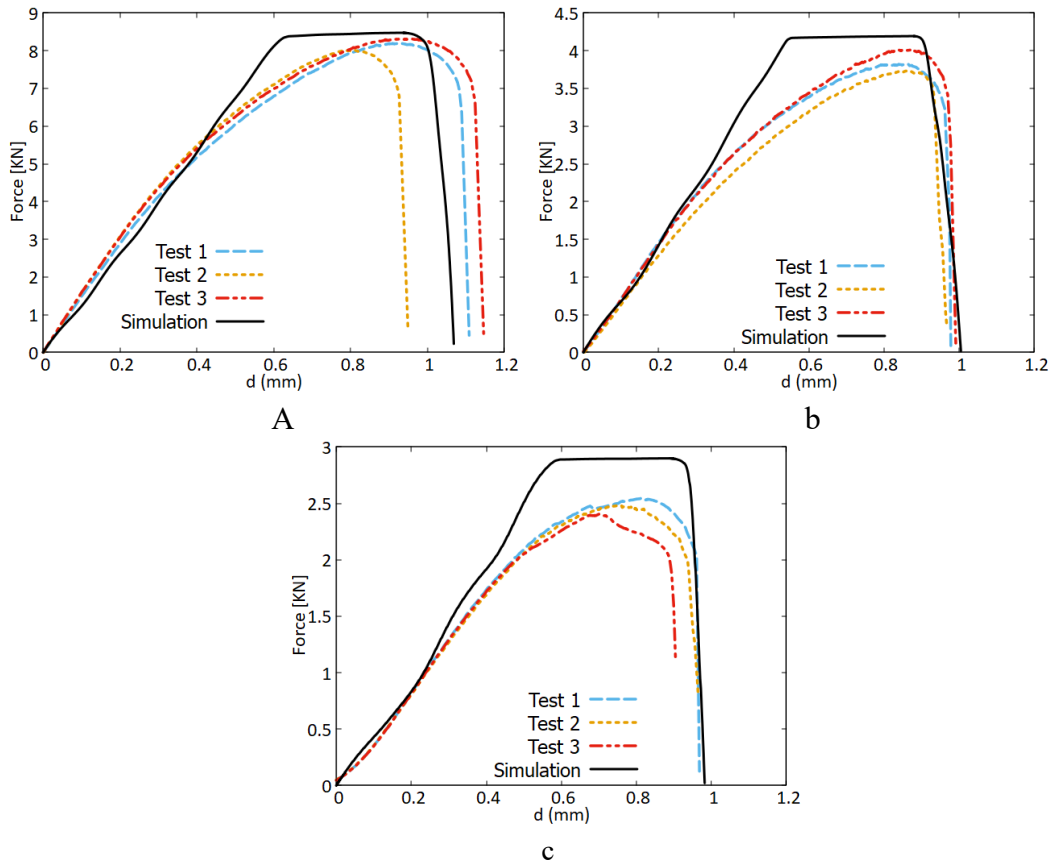 9
8
7
6
5
4
3
2
1
0
Force [KN]
Test 1
Test 2
Test 3
Simulation
0 0.2 0.4 0.6 0.8 1 1.2
d (mm)
A
4.5
4
3.5
3
2.5
2
1.5
1
0.5
0
Force [KN]
Test 1
Test 2
Test 3
Simulation
0 0.2 0.4 0.6 0.8 1 1.2
d (mm)
b
3
2.5
2
1.5
1
0.5
0
Force [KN]
Test 1
Test 2
Test 3
Simulation
0 0.2 0.4 0.6 0.8 1 1.2
d (mm)
c